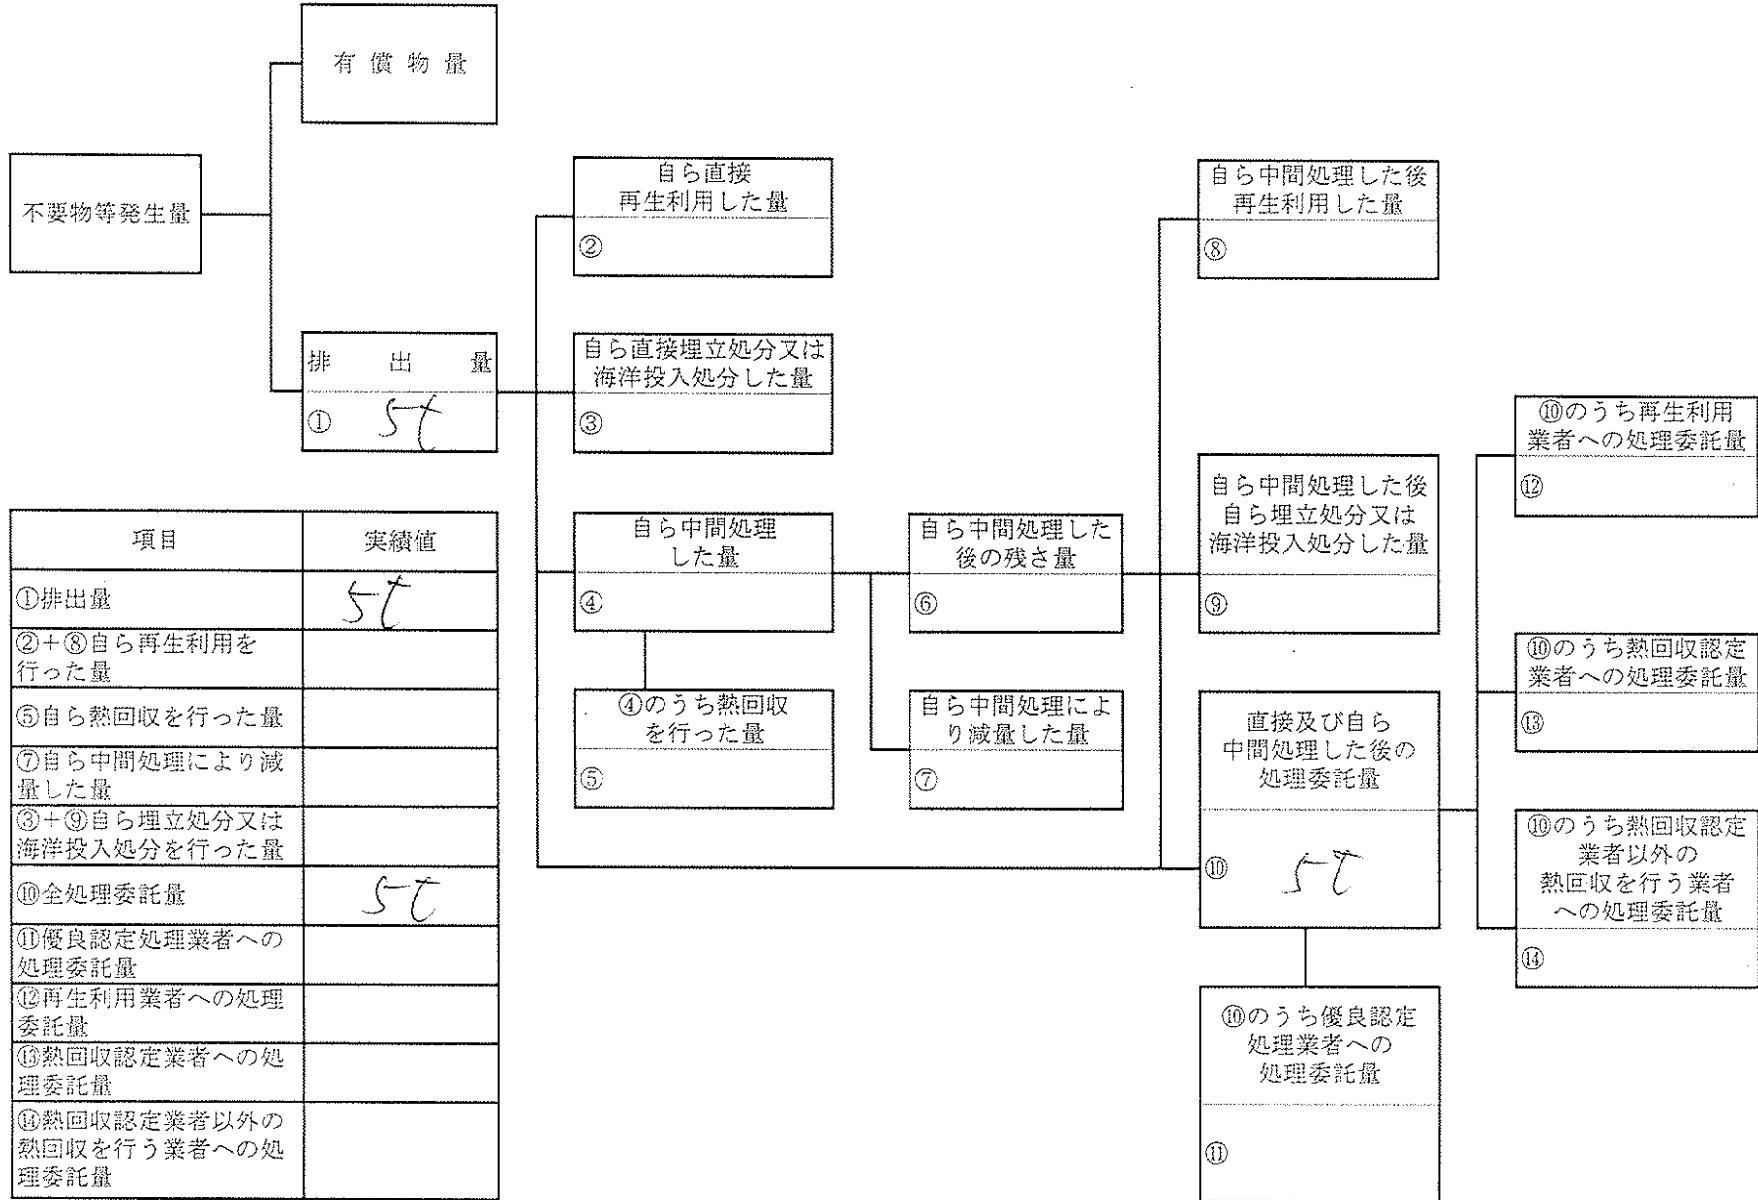 有償物量
不要物等発生量
排出量
① 5t
自ら直接
再生利用した量
②
自ら直接埋立処分又は
海洋投入処分した量
③
自ら中間処理
した量
④
④のうち熱回収
を行った量
⑤
自ら中間処理した
後の残さ量
⑥
自ら中間処理によ
り減量した量
⑦
自ら中間処理した後
再生利用した量
⑧
自ら中間処理した後
自ら埋立処分又は
海洋投入処分した量
⑨
直接及び自ら
中間処理した後の
処理委託量
⑩ 5t
⑩のうち優良認定
処理業者への
処理委託量
⑪
⑩のうち再生利用
業者への処理委託量
⑫
⑩のうち熱回収認定
業者への処理委託量
⑬
⑩のうち熱回収認定
業者以外の
熱回収を行う業者
への処理委託量
⑭
項目 実績値
①排出量 5t
②+⑧自ら再生利用を
行った量
⑤自ら熱回収を行った量
⑦自ら中間処理により減
量した量
③+⑨自ら埋立処分又は
海洋投入処分を行った量
⑩全処理委託量 5t
⑪優良認定処理業者への
処理委託量
⑫再生利用業者への処理
委託量
⑬熱回収認定業者への処
理委託量
⑭熱回収認定業者以外の
熱回収を行う業者への処
理委託量